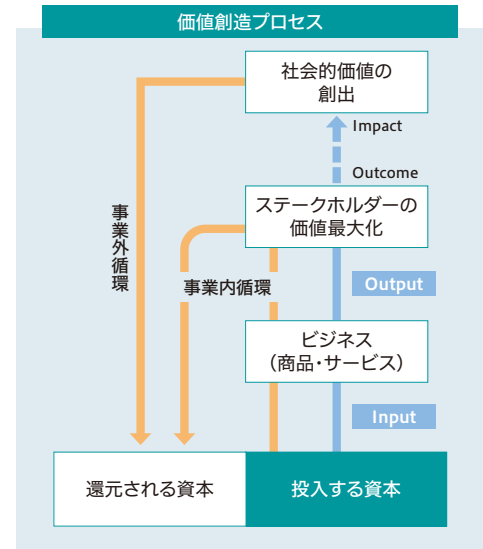 価値創造プロセス
社会的価値の
創出
Impact
Outcome
ステークホルダーの
価値最大化
事業外循環
事業内循環
Output
ビジネス
（商品・サービス）
Input
還元される資本
投入する資本